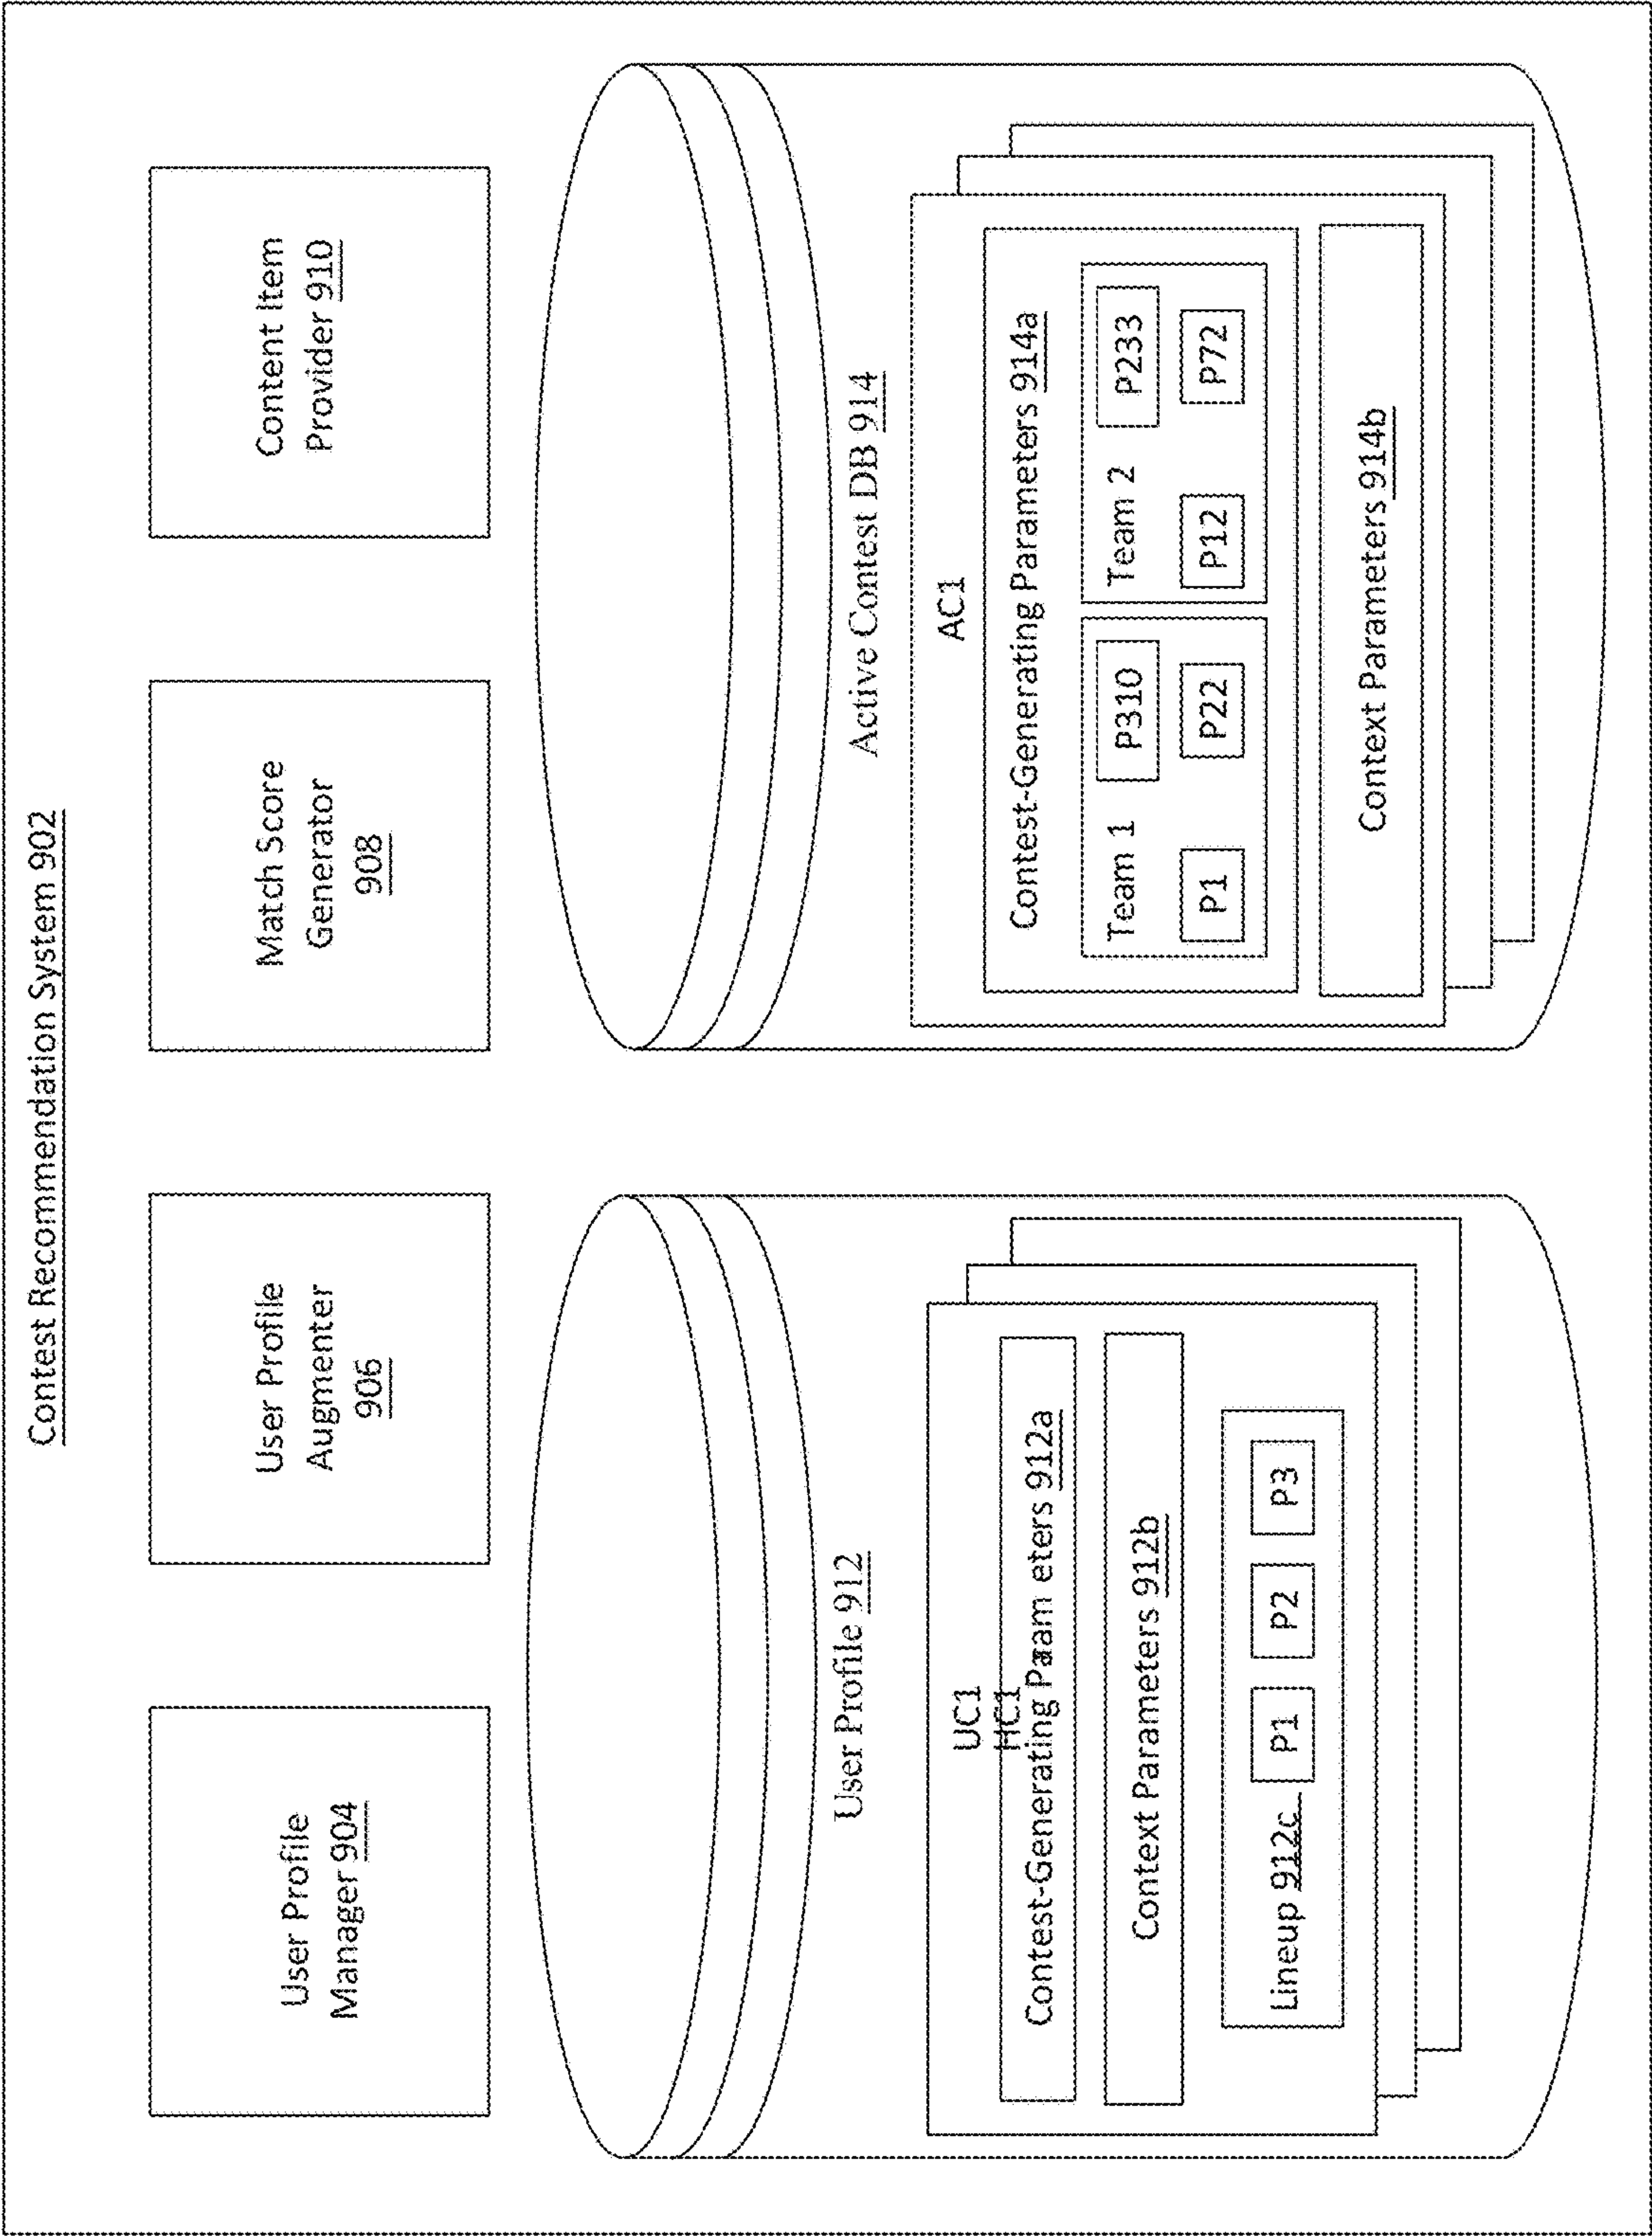 Contest Recommendation System 902
User Profile
Manager 904
User Profile
Augmenter
906
Match Score
Generator
908
Content Item
Provider 910
User Profile 912
UC1
HC1
Contest-Generating Paam eters 912a
Context Parameters 912b
Lineup 912c
P1
P2
P3
Active Contest DB 914
AC1
Contest-Generating Parameters 914a
Team 1
P310
P1
P22
Team 2
P233
P12
P72
Context Parameters 914b